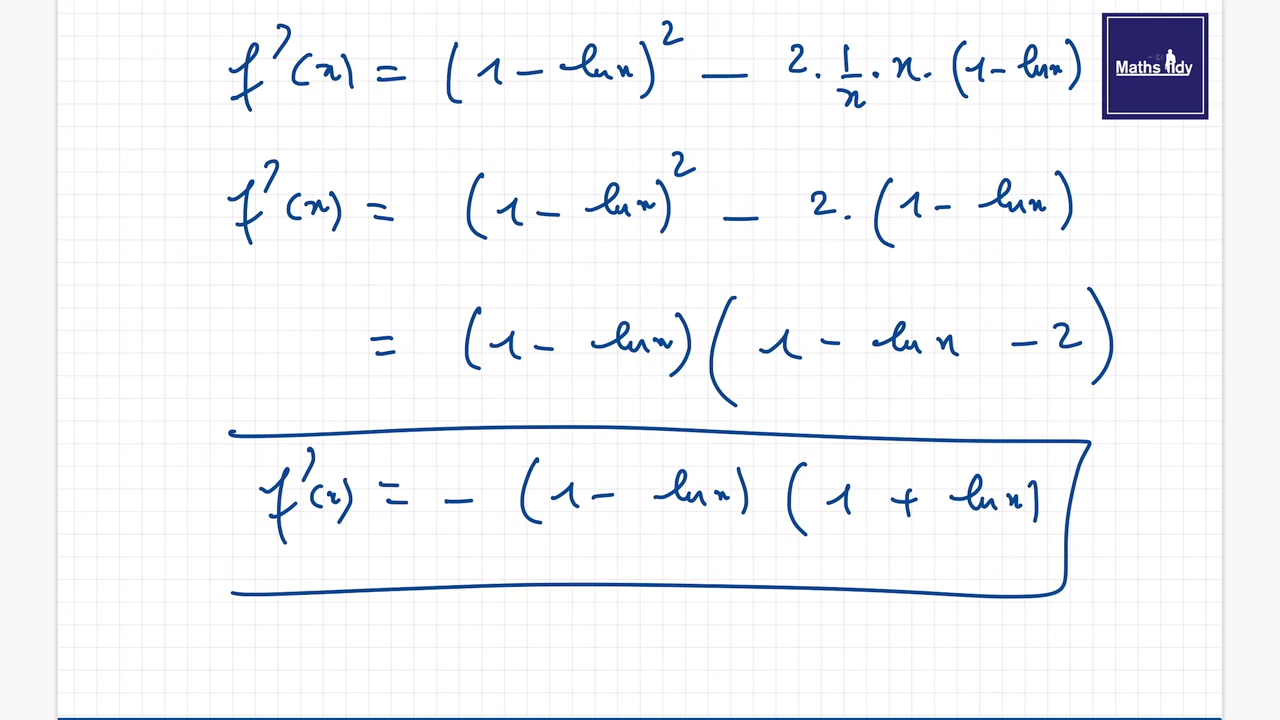 f'(x) = (1 - ln x)² - 2 · 1/x · x · (1 - ln x)
Maths Idy
f'(x) = (1 - ln x)² - 2 · (1 - ln x)
= (1 - ln x) (1 - ln x - 2)
f'(x) = - (1 - ln x) (1 + ln x)